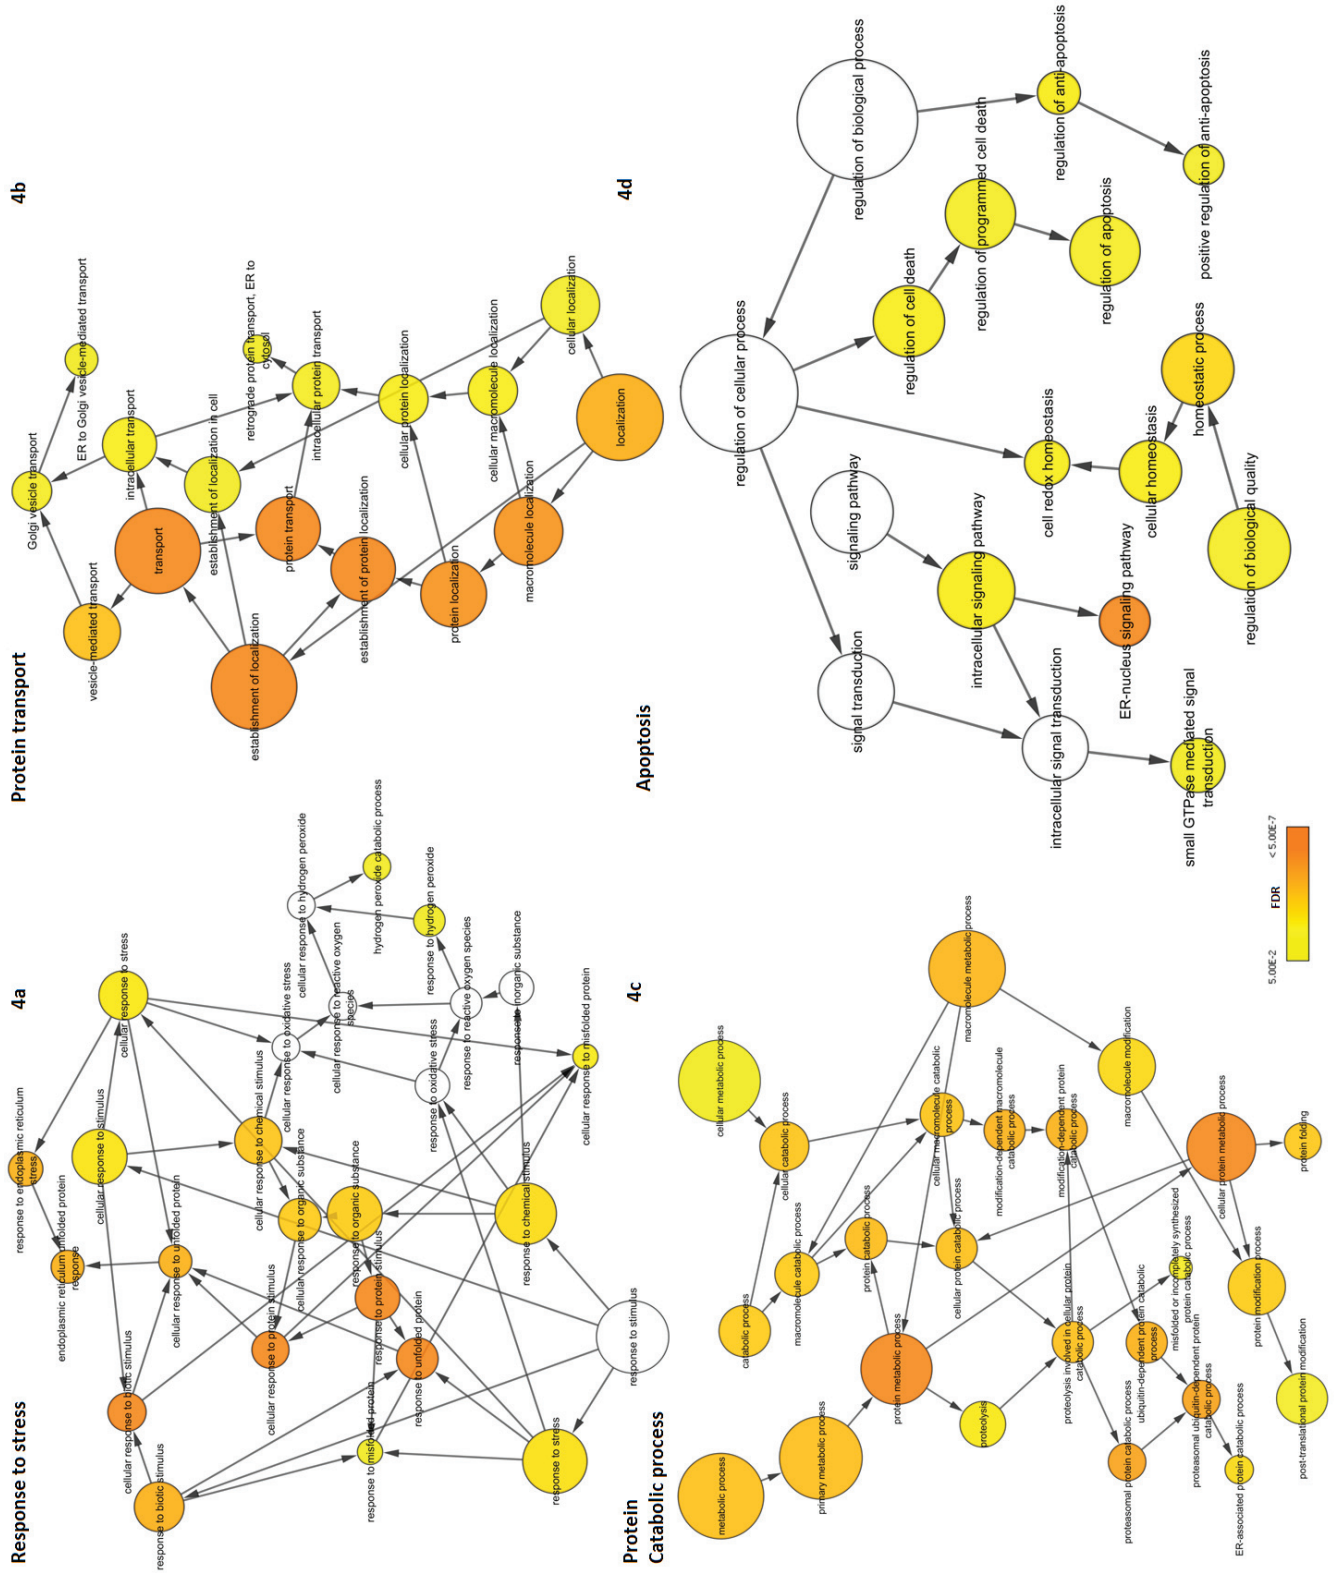 Response to stress
4a
response to endoplasmic reticulum
stress
endoplasmic reticulum unfolded protein
response
cellular response to stimulus
cellular response to stress
cellular response to unfolded protein
cellular response to biotic stimulus
response to biotic stimulus
cellular response to chemical stimulus
cellular response to organic substance
cellular response to protein stimulus
response to organic substance
response to protein stimulus
response to unfolded protein
response to misfolded protein
cellular response to oxidative stress
cellular response to reactive oxygen
species
cellular response to hydrogen peroxide
hydrogen peroxide catabolic process
response to hydrogen peroxide
response to reactive oxygen species
response to inorganic substance
response to oxidative stress
cellular response to misfolded protein
response to chemical stimulus
response to stimulus
response to stress
Protein transport
4b
Golgi vesicle transport
ER to Golgi vesicle-mediated transport
vesicle-mediated transport
intracellular transport
transport
establishment of localization in cell
retrograde protein transport, ER to
cytosol
establishment of localization
protein transport
intracellular protein transport
establishment of protein localization
cellular protein localization
protein localization
cellular macromolecule localization
macromolecule localization
cellular localization
localization
Protein
Catabolic process
4c
cellular metabolic process
metabolic process
catabolic process
cellular catabolic process
macromolecule catabolic process
primary metabolic process
protein catabolic process
protein metabolic process
cellular macromolecule catabolic
process
macromolecule metabolic process
cellular protein catabolic process
proteolysis
modification-dependent macromolecule
catabolic process
modification-dependent protein
catabolic process
proteolysis involved in cellular protein
catabolic process
macromolecule modification
proteasomal protein catabolic process
ubiquitin-dependent protein catabolic
process
misfolded or incompletely synthesized
protein catabolic process
proteasomal ubiquitin-dependent protein
catabolic process
cellular protein metabolic process
ER-associated protein catabolic process
protein modification process
protein folding
post-translational protein modification
FDR
5.00E-2
< 5.00E-7
Apoptosis
4d
regulation of cellular process
regulation of biological process
signaling pathway
signal transduction
regulation of cell death
regulation of programmed cell death
intracellular signaling pathway
cell redox homeostasis
regulation of anti-apoptosis
intracellular signal transduction
ER-nucleus signaling pathway
cellular homeostasis
regulation of apoptosis
homeostatic process
positive regulation of anti-apoptosis
small GTPase mediated signal
transduction
regulation of biological quality